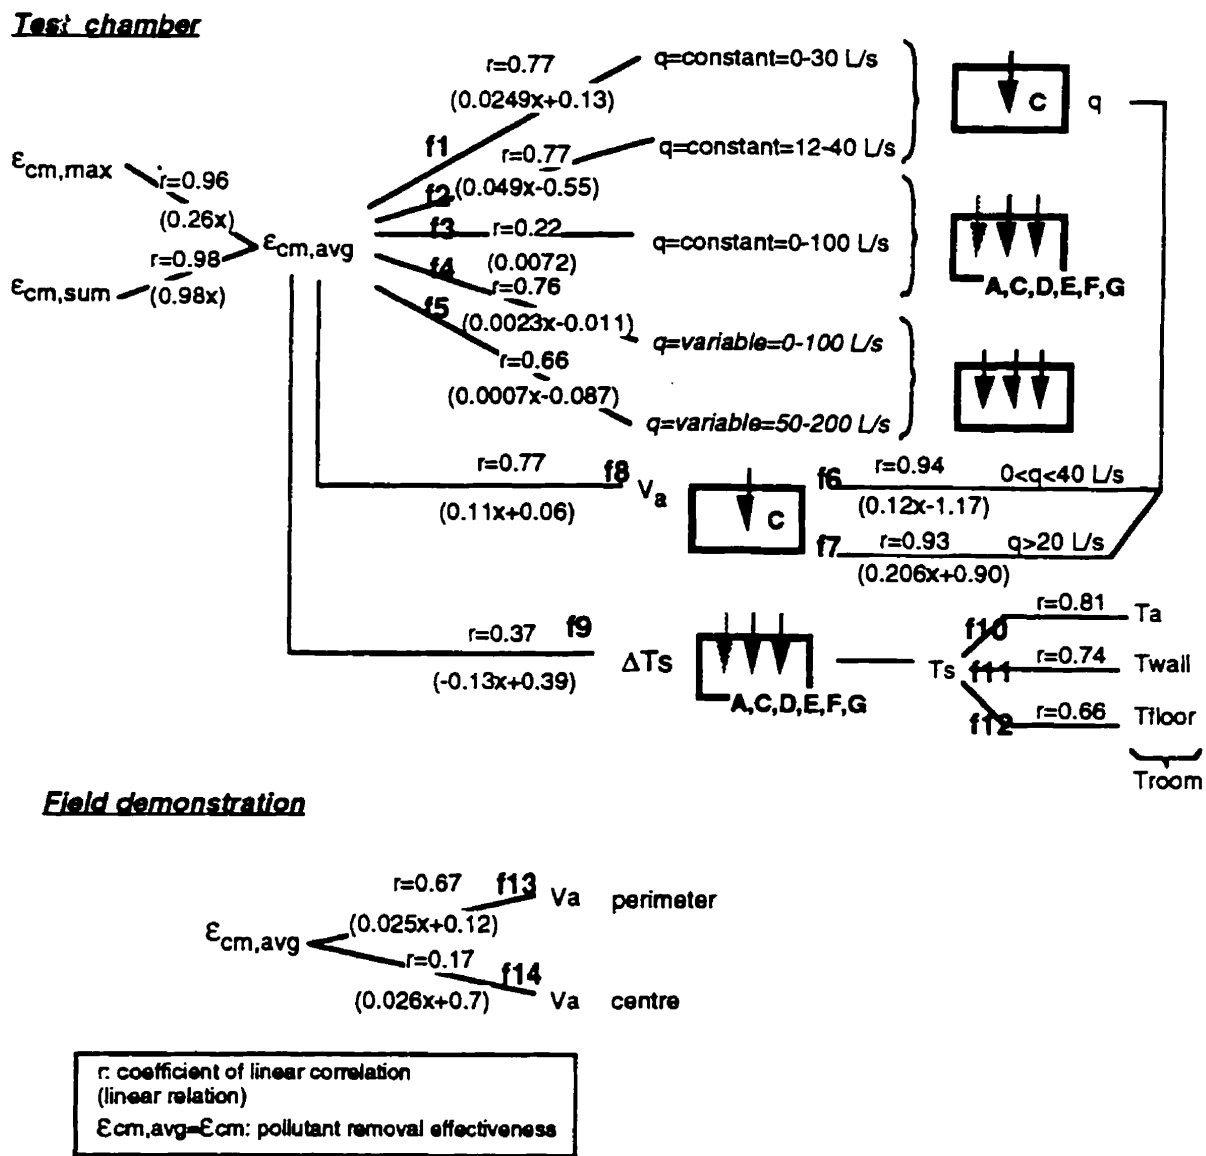 Test chamber
r=0.77
q=constant=0-30 L/s
(0.0249x+0.13)
C
q
f1
r=0.77
q=constant=12-40 L/s
εcm,max
r=0.96
f2
(0.049x-0.55)
(0.26x)
f3
r=0.22
εcm,avg
q=constant=0-100 L/s
r=0.98
f4
(0.0072)
εcm,sum
(0.98x)
r=0.76
A,C,D,E,F,G
f5
(0.0023x-0.011)
q=variable=0-100 L/s
r=0.66
(0.0007x-0.087)
q=variable=50-200 L/s
r=0.77
f8
Va
f6
r=0.94
0<q<40 L/s
(0.11x+0.06)
C
(0.12x-1.17)
f7
r=0.93
q>20 L/s
(0.206x+0.90)
r=0.37
f9
r=0.81
Ta
f10
ΔTs
Ts
f11
r=0.74
Twall
(-0.13x+0.39)
A,C,D,E,F,G
f12
r=0.66
Tfloor
Troom
Field demonstration
r=0.67
f13
Va perimeter
(0.025x+0.12)
εcm,avg
r=0.17
f14
(0.026x+0.7)
Va centre
r: coefficient of linear correlation
(linear relation)
εcm,avg=εcm: pollutant removal effectiveness